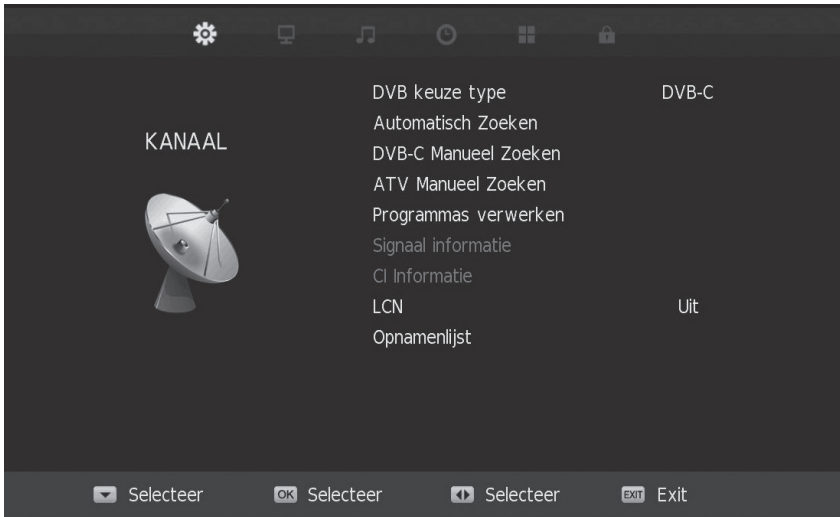 KANAAL
DVB keuze type DVB-C
Automatisch Zoeken
DVB-C Manueel Zoeken
ATV Manueel Zoeken
Programmas verwerken
Signaal informatie
CI Informatie
LCN Uit
Opnamenlijst
Selecteer OK Selecteer Selecteer EXIT Exit